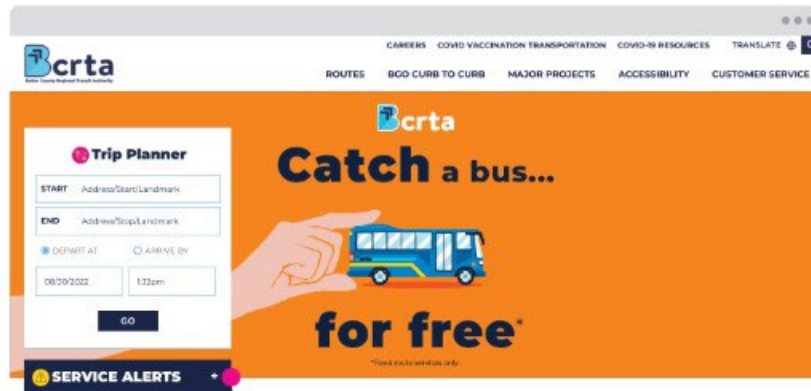 CAREERS COVID VACCINATION TRANSPORTATION COVID-19 RESOURCES TRANSLATE
Bcrta
Butler County Regional Transit Authority
ROUTES BGO CURB TO CURB MAJOR PROJECTS ACCESSIBILITY CUSTOMER SERVICE
Bcrta
Catch a bus...
for free*
*Fixed route services only.
Trip Planner
START Address/Start/Landmark
END Address/Stop/Landmark
DEPART AT ARRIVE BY
08/30/2022 1:32pm
GO
SERVICE ALERTS +